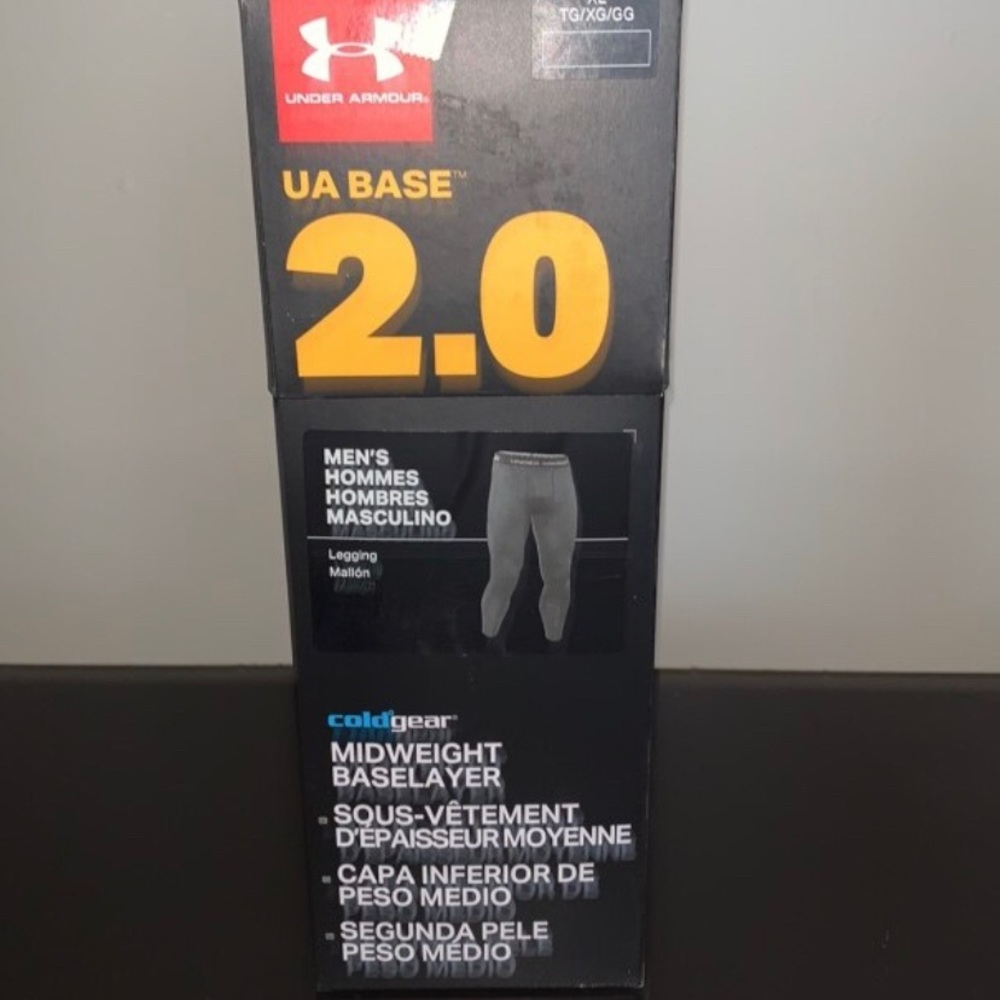 XL
TG/XG/GG
UNDER ARMOUR®
UA BASE™
2.0
MEN'S
HOMMES
HOMBRES
MASCULINO
Legging
Mallón
coldgear®
MIDWEIGHT
BASELAYER
SOUS-VÊTEMENT
D'ÉPAISSEUR MOYENNE
CAPA INFERIOR DE
PESO MEDIO
SEGUNDA PELE
PESO MÉDIO